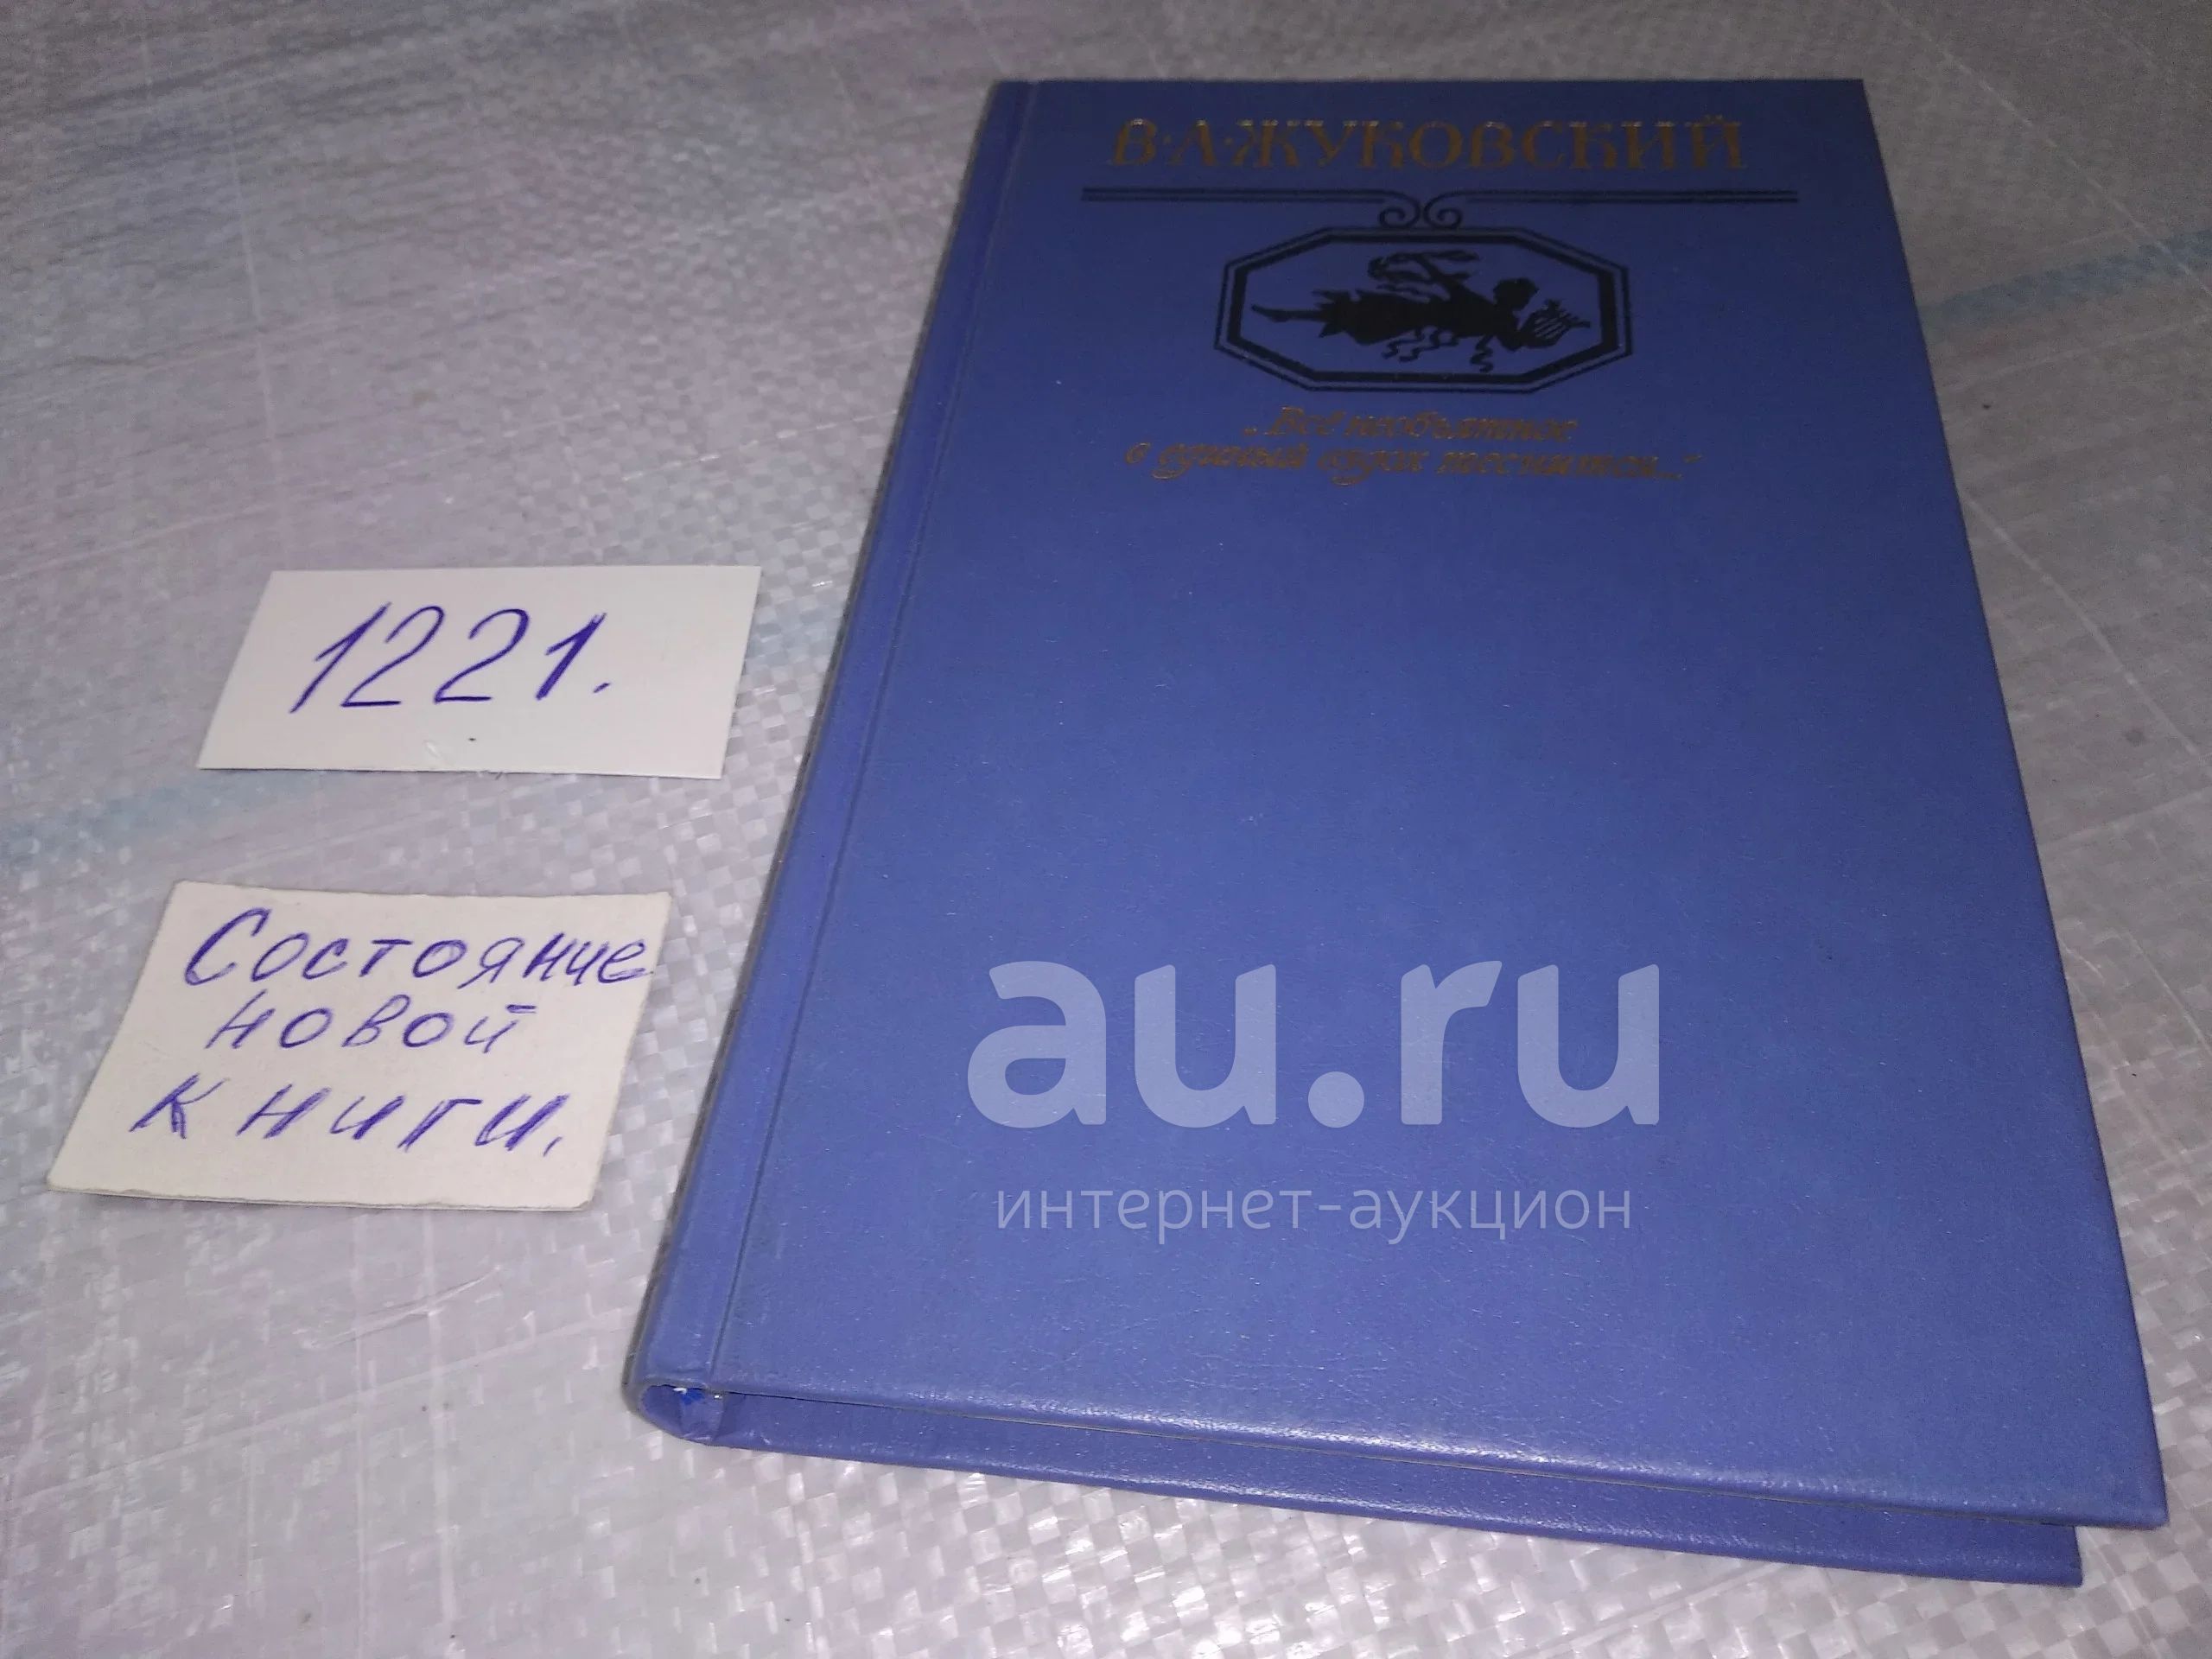 В·А·ЖУКОВСКИЙ
„Всё необъятное
в единый вздох теснится..."
1221.
Состояние
новой
книги.
au.ru
интернет-аукцион